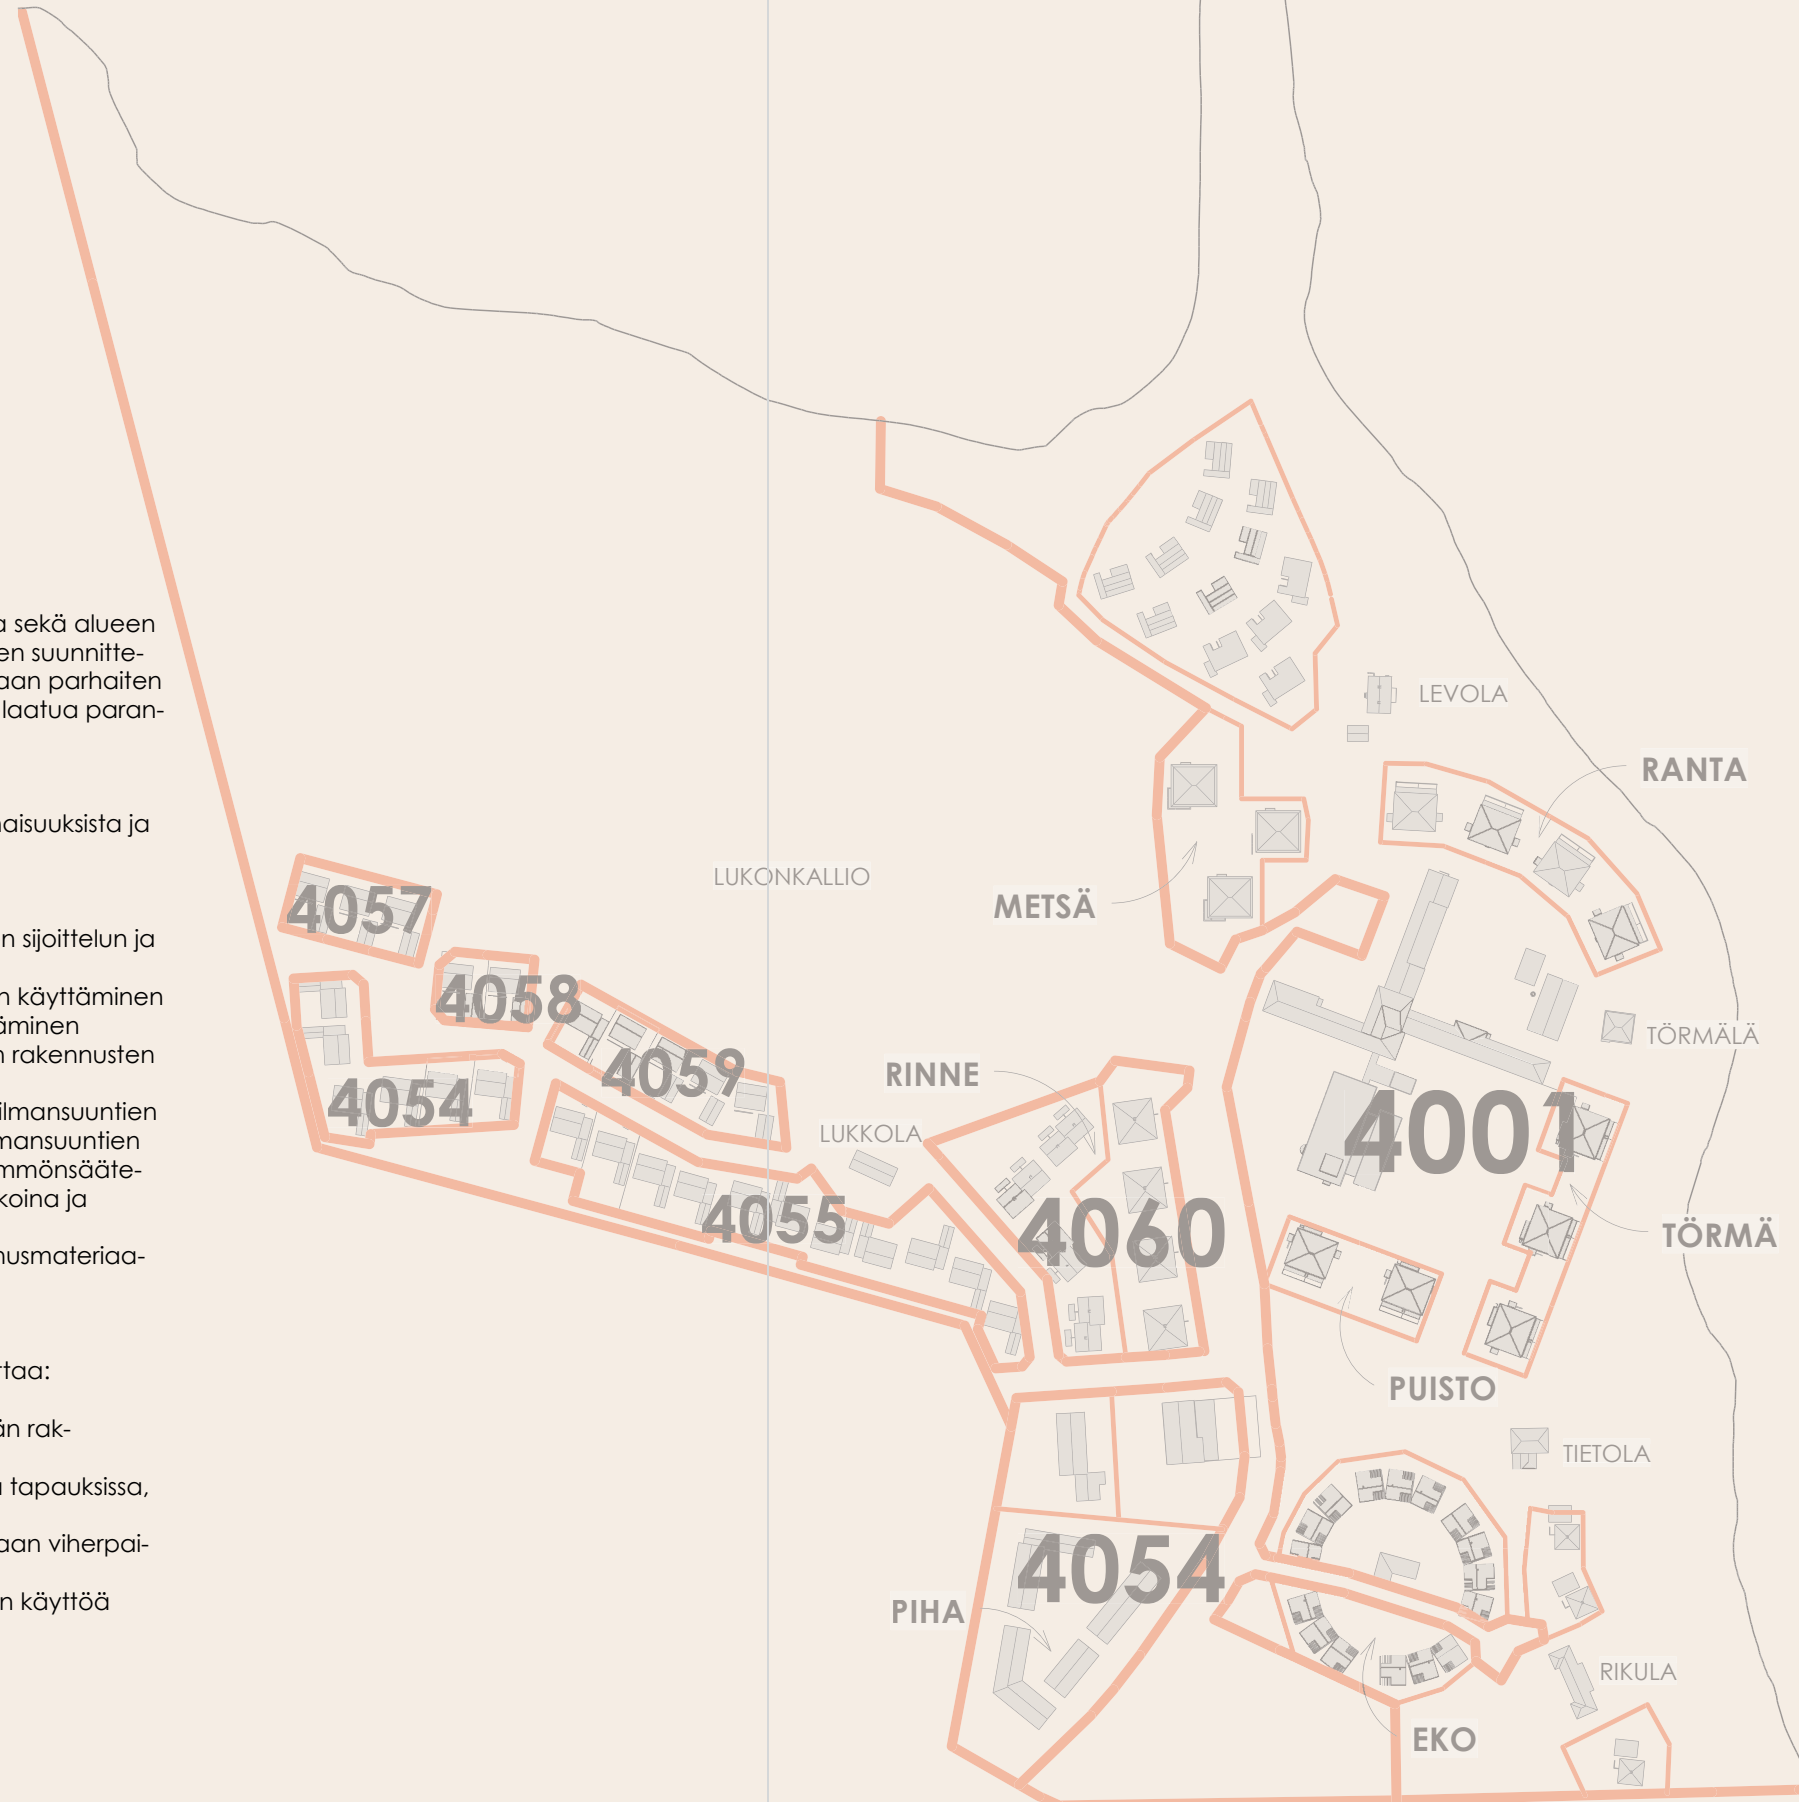 a sekä alueen
en suunnitte-
aan parhaiten
laatua paran-
naisuuksista ja
n sijoittelun ja
n käyttäminen
äminen
n rakennusten
ilmansuuntien
mansuuntien
mmönsääte-
koina ja
nusmateriaa-
rtaa:
än rak-
a tapauksissa,
aan viherpai-
n käyttöä
LEVOLA
RANTA
LUKONKALLIO
METSÄ
4057
4058
4059
4054
RINNE
TÖRMÄLÄ
4001
LUKKOLA
4055
4060
TÖRMÄ
PUISTO
TIETOLA
4054
PIHA
RIKULA
EKO